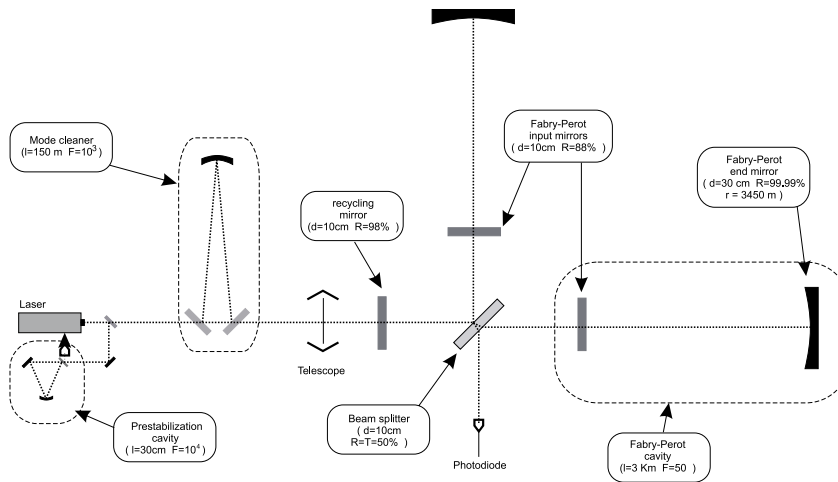 Mode cleaner
(l=150 m F=10³)
Fabry-Perot
input mirrors
(d=10cm R=88% )
Fabry-Perot
end mirror
( d=30 cm R=99.99%
r = 3450 m )
recycling
mirror
(d=10cm R=98% )
Laser
Telescope
Prestabilization
cavity
( l=30cm F=10⁴)
Beam splitter
( d=10cm
R=T=50% )
Photodiode
Fabry-Perot
cavity
(l=3 Km F=50 )